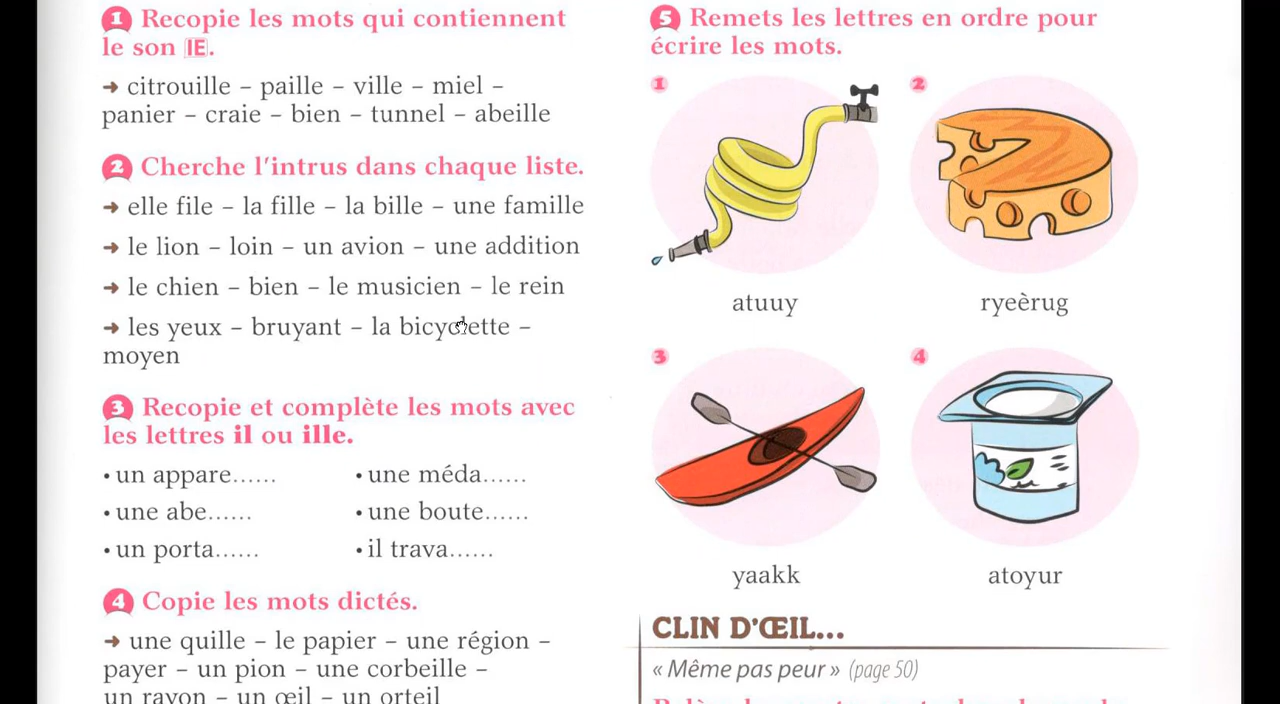 1 Recopie les mots qui contiennent
le son IE.
➔ citrouille – paille – ville – miel –
panier – craie – bien – tunnel – abeille
2 Cherche l'intrus dans chaque liste.
➔ elle file – la fille – la bille – une famille
➔ le lion – loin – un avion – une addition
➔ le chien – bien – le musicien – le rein
➔ les yeux – bruyant – la bicyclette –
moyen
3 Recopie et complète les mots avec
les lettres il ou ille.
• un appare...... • une méda......
• une abe...... • une boute......
• un porta...... • il trava......
4 Copie les mots dictés.
➔ une quille – le papier – une région –
payer – un pion – une corbeille –
un rayon – un œil – un orteil
5 Remets les lettres en ordre pour
écrire les mots.
1 2
atuuy ryeèrug
3 4
yaakk atoyur
CLIN D'ŒIL...
« Même pas peur » (page 50)